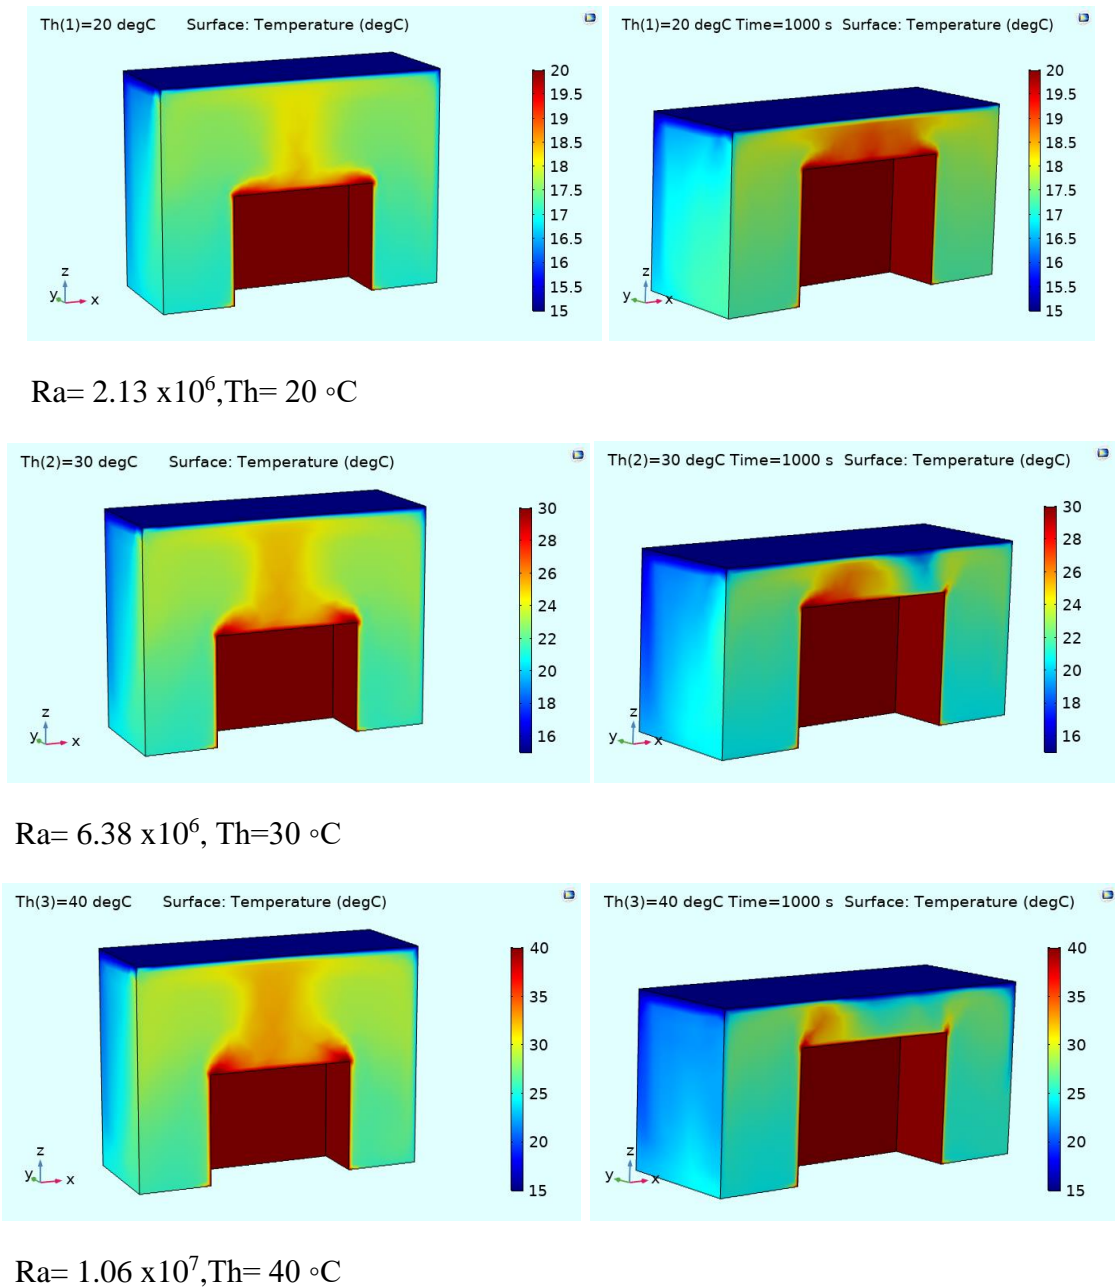 Th(1)=20 degC Surface: Temperature (degC)
20
19.5
19
18.5
18
17.5
17
16.5
16
15.5
15
z
y x
Th(1)=20 degC Time=1000 s Surface: Temperature (degC)
20
19.5
19
18.5
18
17.5
17
16.5
16
15.5
15
z
y x
Ra= 2.13 x10⁶,Th= 20 ◦C
Th(2)=30 degC Surface: Temperature (degC)
30
28
26
24
22
20
18
16
z
y x
Th(2)=30 degC Time=1000 s Surface: Temperature (degC)
30
28
26
24
22
20
18
16
z
y x
Ra= 6.38 x10⁶, Th=30 ◦C
Th(3)=40 degC Surface: Temperature (degC)
40
35
30
25
20
15
z
y x
Th(3)=40 degC Time=1000 s Surface: Temperature (degC)
40
35
30
25
20
15
z
y x
Ra= 1.06 x10⁷,Th= 40 ◦C